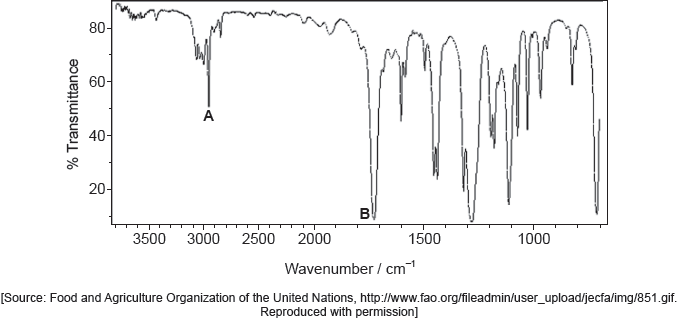 80
60
A
% Transmittance
40
20
B
3500 3000 2500 2000 1500 1000
Wavenumber / cm⁻¹
[Source: Food and Agriculture Organization of the United Nations, http://www.fao.org/fileadmin/user_upload/jecfa/img/851.gif.
Reproduced with permission]